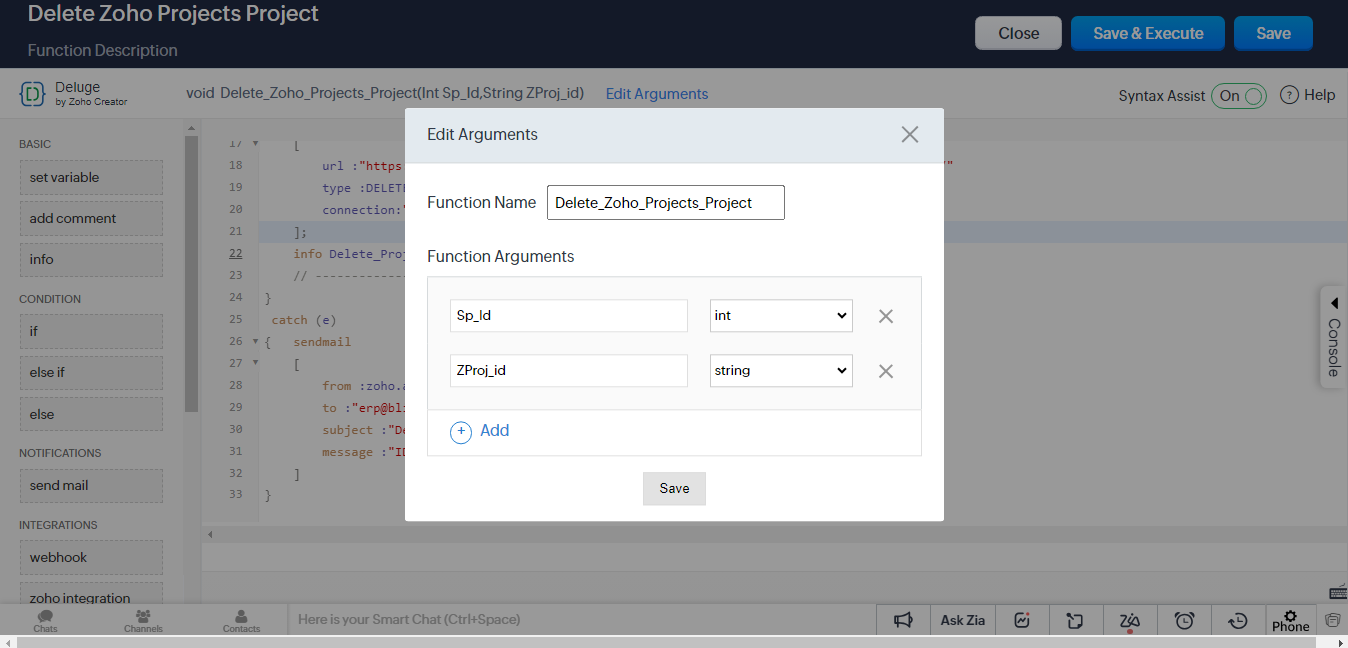 Delete Zoho Projects Project
Function Description
Close
Save & Execute
Save
Deluge
by Zoho Creator
void Delete_Zoho_Projects_Project(Int Sp_Id,String ZProj_id)
Edit Arguments
Syntax Assist
On
? Help
BASIC
set variable
add comment
info
CONDITION
if
else if
else
NOTIFICATIONS
send mail
INTEGRATIONS
webhook
zoho integration
17 [
18 url :"https "
19 type :DELETE
20 connection:"
21 ];
22 info Delete_Proj
23 // -------------
24 }
25 catch (e)
26 { sendmail
27 [
28 from :zoho.a
29 to :"erp@bli
30 subject :"De
31 message :"ID
32 ]
33 }
Edit Arguments
Function Name
Delete_Zoho_Projects_Project
Function Arguments
Sp_Id
int
ZProj_id
string
+ Add
Save
Console
Chats
Channels
Contacts
Here is your Smart Chat (Ctrl+Space)
Ask Zia
Phone